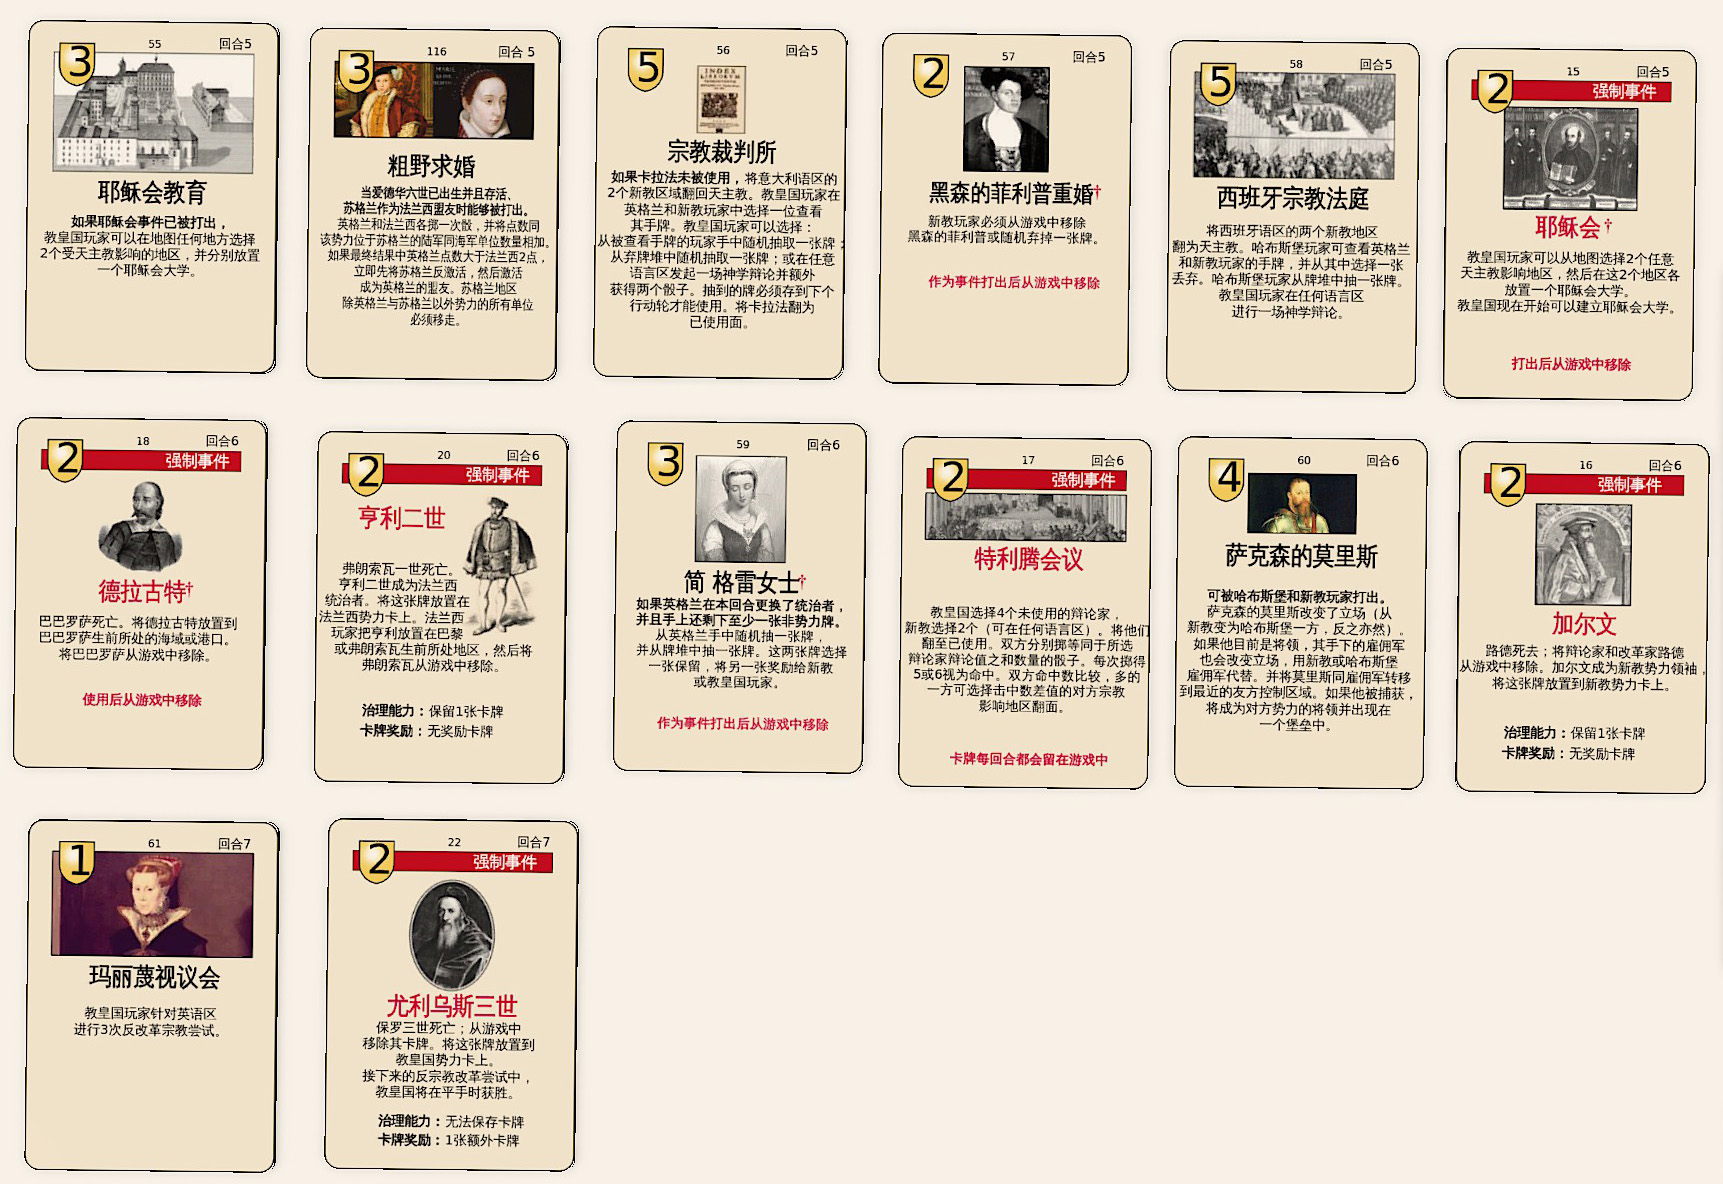 3
55
回合5
耶稣会教育
如果耶稣会事件已被打出，
教皇国玩家可以在地图任何地方选择
2个受天主教影响的地区，并分别放置
一个耶稣会大学。
3
116
回合 5
粗野求婚
当爱德华六世已出生并且存活、
苏格兰作为法兰西盟友时能够被打出。
英格兰和法兰西各掷一次骰，并将点数同
该势力位于苏格兰的陆军同海军单位数量相加。
如果最终结果中英格兰点数大于法兰西2点，
立即先将苏格兰反激活，然后激活
成为英格兰的盟友。苏格兰地区
除英格兰与苏格兰以外势力的所有单位
必须移走。
5
56
回合5
INDEX
宗教裁判所
如果卡拉法未被使用，将意大利语区的
2个新教区域翻回天主教。教皇国玩家在
英格兰和新教玩家中选择一位查看
其手牌。教皇国玩家可以选择：
从被查看手牌的玩家手中随机抽取一张牌；
从弃牌堆中随机抽取一张牌；或在任意
语言区发起一场神学辩论并额外
获得两个骰子。抽到的牌必须存到下个
行动轮才能使用。将卡拉法翻为
已使用面。
2
57
回合5
黑森的菲利普重婚†
新教玩家必须从游戏中移除
黑森的菲利普或随机弃掉一张牌。
作为事件打出后从游戏中移除
5
58
回合5
西班牙宗教法庭
将西班牙语区的两个新教地区
翻为天主教。哈布斯堡玩家可查看英格兰
和新教玩家的手牌，并从其中选择一张
丢弃。哈布斯堡玩家从牌堆中抽一张牌。
教皇国玩家在任何语言区
进行一场神学辩论。
2
15
回合5
强制事件
耶稣会†
教皇国玩家可以从地图选择2个任意
天主教影响地区，然后在这2个地区各
放置一个耶稣会大学。
教皇国现在开始可以建立耶稣会大学。
打出后从游戏中移除
2
18
回合6
强制事件
德拉古特†
巴巴罗萨死亡。将德拉古特放置到
巴巴罗萨生前所处的海域或港口。
将巴巴罗萨从游戏中移除。
使用后从游戏中移除
2
20
回合6
强制事件
亨利二世
弗朗索瓦一世死亡。
亨利二世成为法兰西
统治者。将这张牌放置在
法兰西势力卡上。法兰西
玩家把亨利放置在巴黎
或弗朗索瓦生前所处地区，然后将
弗朗索瓦从游戏中移除。
治理能力：保留1张卡牌
卡牌奖励：无奖励卡牌
3
59
回合6
简 格雷女士†
如果英格兰在本回合更换了统治者，
并且手上还剩下至少一张非势力牌。
从英格兰手中随机抽一张牌，
并从牌堆中抽一张牌。这两张牌选择
一张保留，将另一张奖励给新教
或教皇国玩家。
作为事件打出后从游戏中移除
2
17
回合6
强制事件
特利腾会议
教皇国选择4个未使用的辩论家，
新教选择2个（可在任何语言区）。将他们
翻至已使用。双方分别掷等同于所选
辩论家辩论值之和数量的骰子。每次掷得
5或6视为命中。双方命中数比较，多的
一方可选择击中数差值的对方宗教
影响地区翻面。
卡牌每回合都会留在游戏中
4
60
回合6
萨克森的莫里斯
可被哈布斯堡和新教玩家打出。
萨克森的莫里斯改变了立场（从
新教变为哈布斯堡一方，反之亦然）。
如果他目前是将领，其手下的雇佣军
也会改变立场，用新教或哈布斯堡
雇佣军代替。并将莫里斯同雇佣军转移
到最近的友方控制区域。如果他被捕获，
将成为对方势力的将领并出现在
一个堡垒中。
2
16
回合6
强制事件
加尔文
路德死去；将辩论家和改革家路德
从游戏中移除。加尔文成为新教势力领袖，
将这张牌放置到新教势力卡上。
治理能力：保留1张卡牌
卡牌奖励：无奖励卡牌
1
61
回合7
玛丽蔑视议会
教皇国玩家针对英语区
进行3次反改革宗教尝试。
2
22
回合7
强制事件
尤利乌斯三世
保罗三世死亡；从游戏中
移除其卡牌。将这张牌放置到
教皇国势力卡上。
接下来的反宗教改革尝试中，
教皇国将在平手时获胜。
治理能力：无法保存卡牌
卡牌奖励：1张额外卡牌